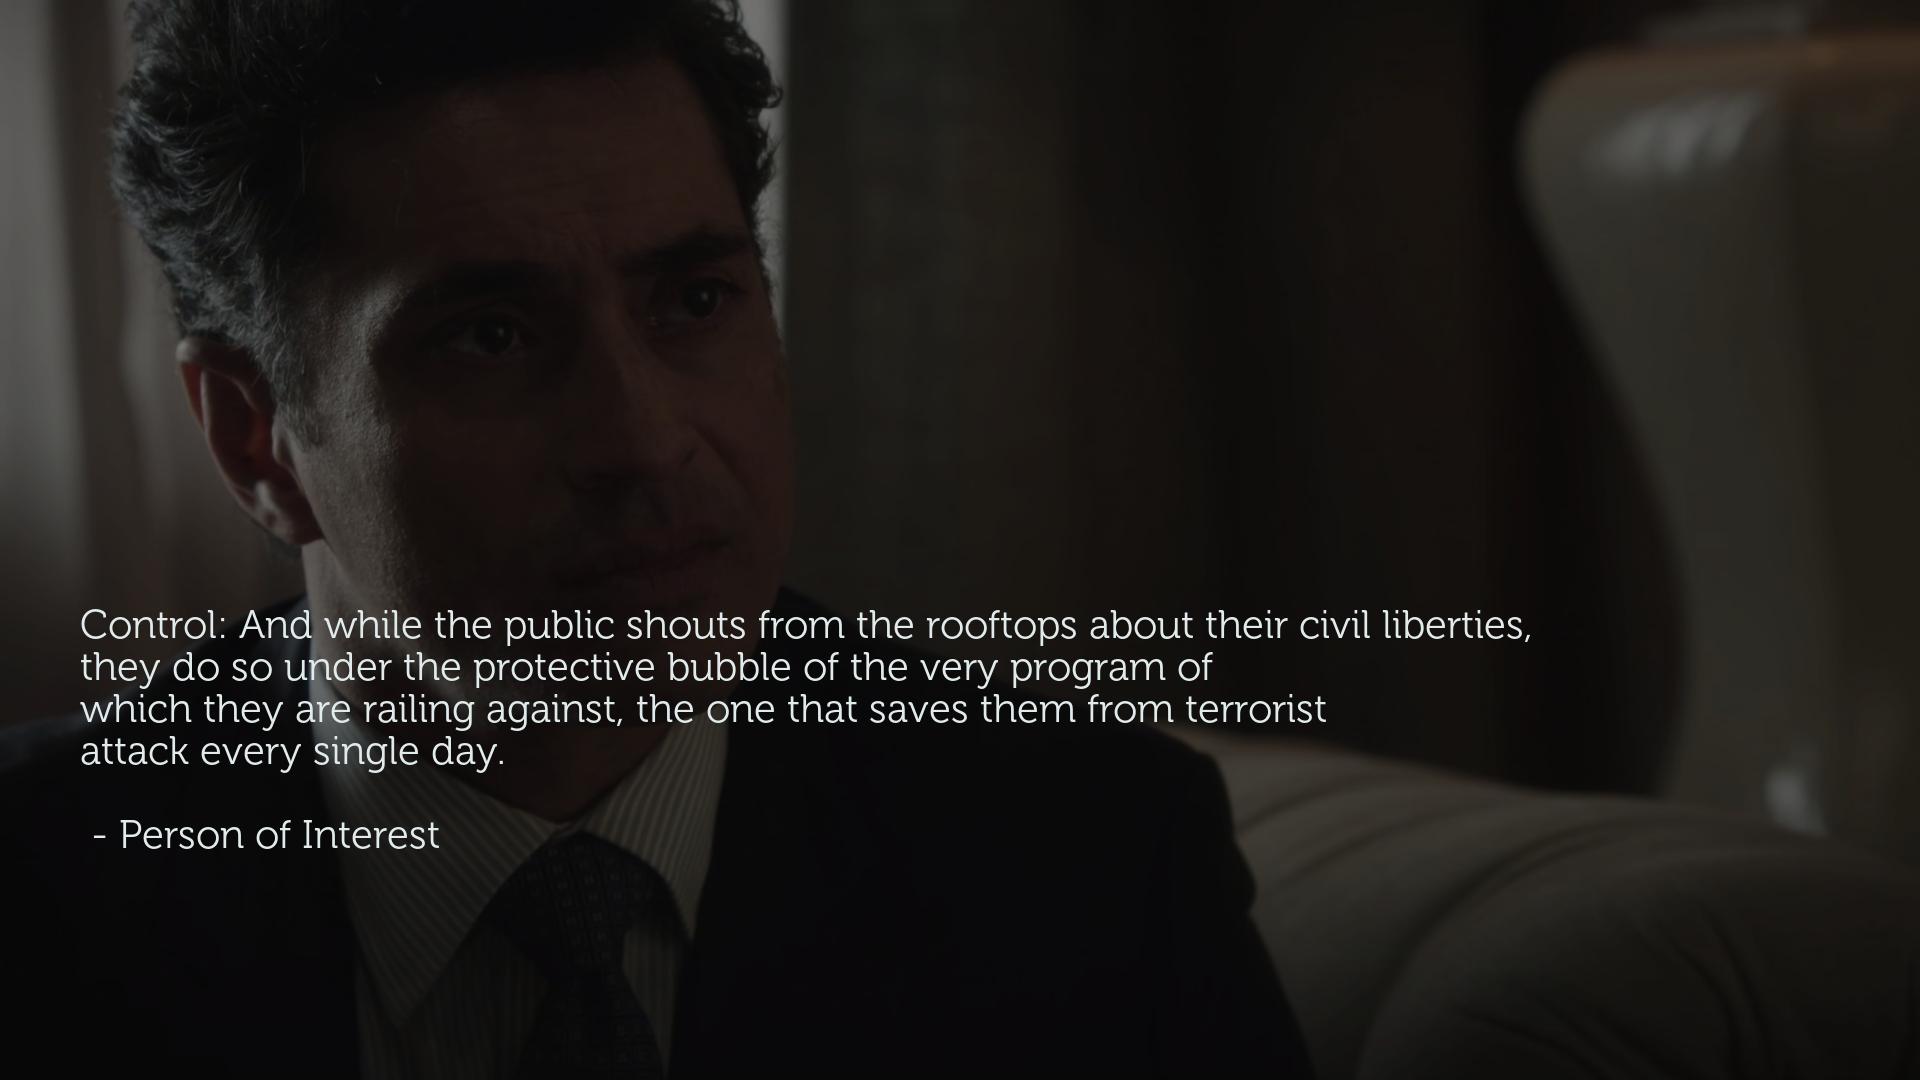 Control: And while the public shouts from the rooftops about their civil liberties,
they do so under the protective bubble of the very program of
which they are railing against, the one that saves them from terrorist
attack every single day.
- Person of Interest